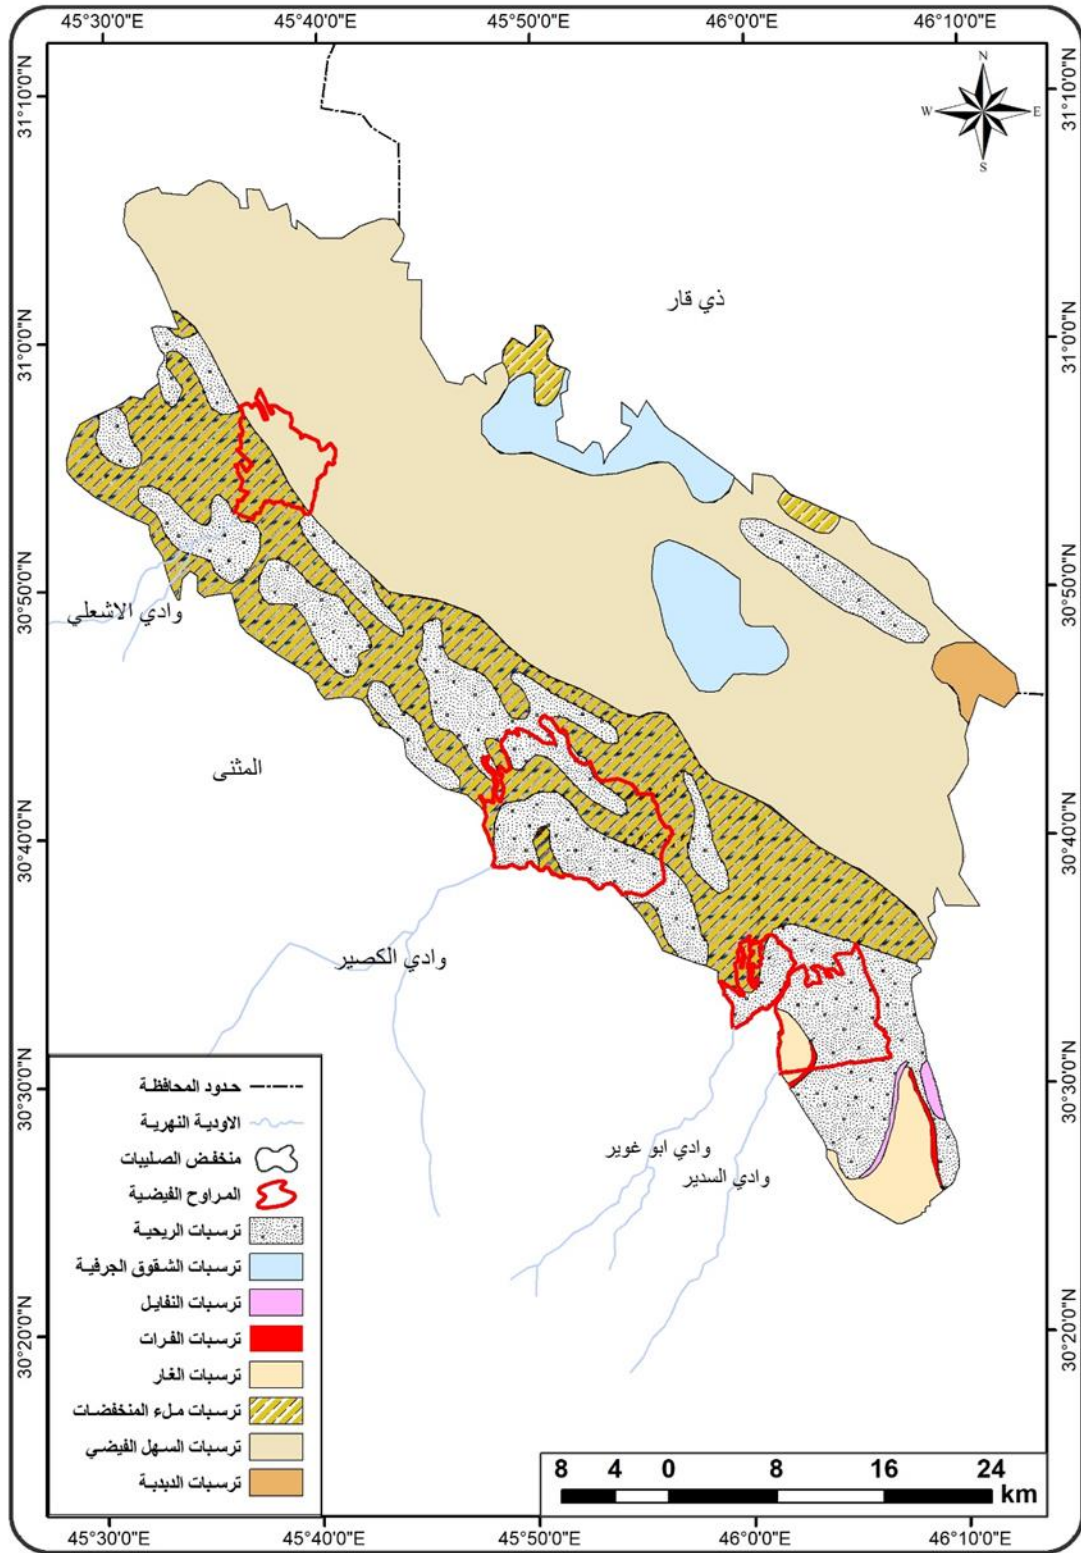 45°30'0"E 45°40'0"E 45°50'0"E 46°0'0"E 46°10'0"E
N
W E
S
31°10'0"N 31°10'0"N
ذي قار
31°0'0"N 31°0'0"N
30°50'0"N 30°50'0"N
وادي الاشعلي
المثنى
30°40'0"N 30°40'0"N
وادي الكصير
30°30'0"N 30°30'0"N
وادي ابو غوير
وادي السدير
30°20'0"N 30°20'0"N
حدود المحافظة
الاودية النهرية
منخفض الصليبات
المراوح الفيضية
ترسبات الريحية
ترسبات الشقوق الجرفية
ترسبات النفايل
ترسبات الفرات
ترسبات الغار
ترسبات ملء المنخفضات
ترسبات السهل الفيضي
ترسبات الدبدبة
8 4 0 8 16 24
km
45°30'0"E 45°40'0"E 45°50'0"E 46°0'0"E 46°10'0"E